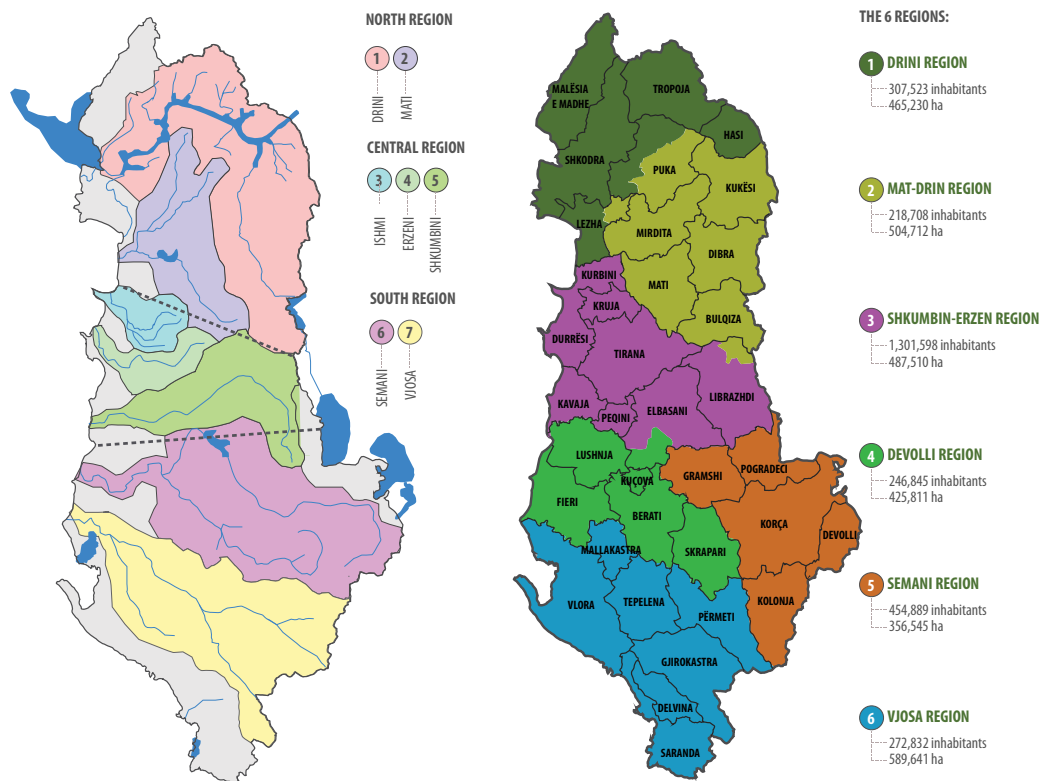 NORTH REGION
1 2
DRINI
MATI
CENTRAL REGION
3 4 5
ISHMI
ERZENI
SHKUMBINI
SOUTH REGION
6 7
SEMANI
VJOSA
MALËSIA
E MADHE
TROPOJA
HASI
SHKODRA
PUKA
KUKËSI
LEZHA
MIRDITA
DIBRA
KURBINI
MATI
KRUJA
BULQIZA
DURRËSI
TIRANA
LIBRAZHDI
KAVAJA
PEQINI
ELBASANI
LUSHNJA
GRAMSHI
POGRADECI
KUÇOVA
FIERI
BERATI
KORÇA
DEVOLLI
MALLAKASTRA
SKRAPARI
VLORA
TEPELENA
PËRMETI
KOLONJA
GJIROKASTRA
DELVINA
SARANDA
THE 6 REGIONS:
1 DRINI REGION
307,523 inhabitants
465,230 ha
2 MAT-DRIN REGION
218,708 inhabitants
504,712 ha
3 SHKUMBIN-ERZEN REGION
1,301,598 inhabitants
487,510 ha
4 DEVOLLI REGION
246,845 inhabitants
425,811 ha
5 SEMANI REGION
454,889 inhabitants
356,545 ha
6 VJOSA REGION
272,832 inhabitants
589,641 ha